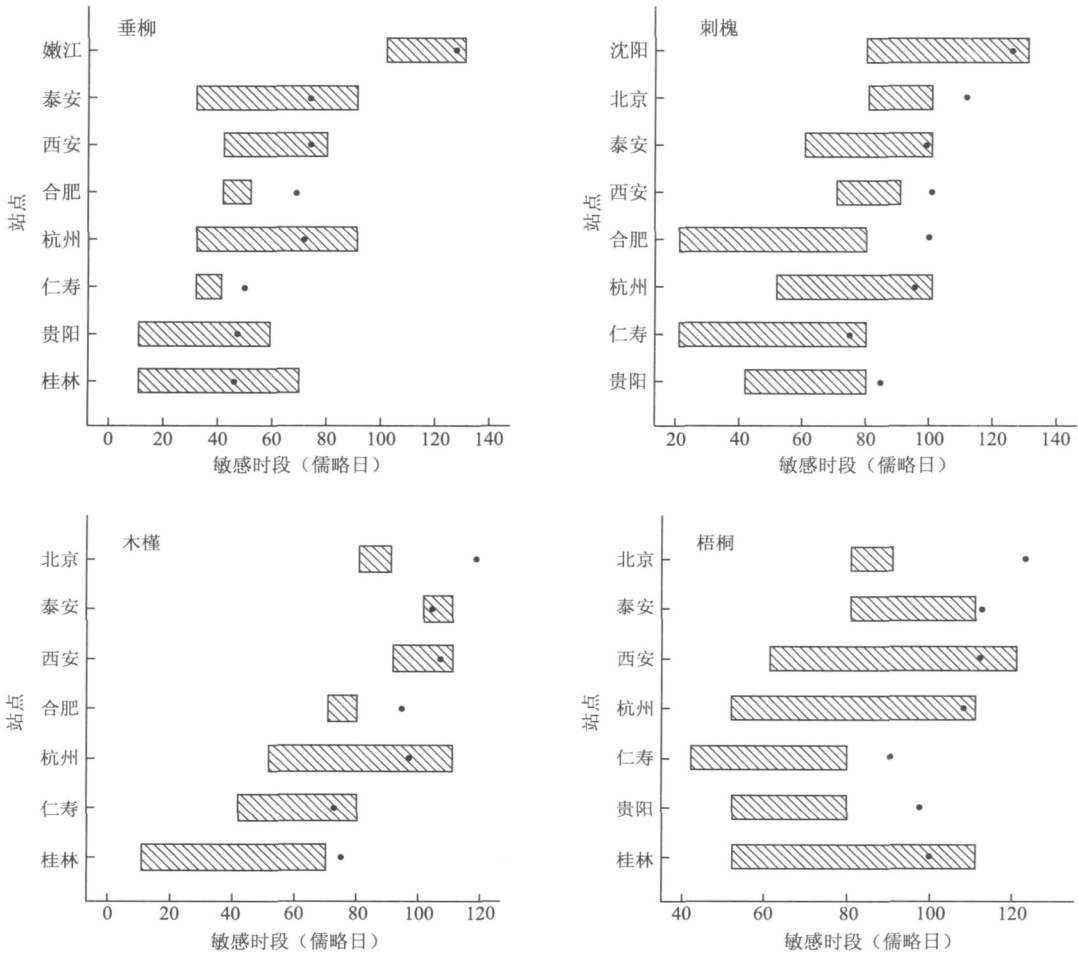 垂柳
嫩江
泰安
西安
合肥
杭州
仁寿
贵阳
桂林
站点
0 20 40 60 80 100 120 140
敏感时段（儒略日）
刺槐
沈阳
北京
泰安
西安
合肥
杭州
仁寿
贵阳
站点
20 40 60 80 100 120 140
敏感时段（儒略日）
木槿
北京
泰安
西安
合肥
杭州
仁寿
桂林
站点
0 20 40 60 80 100 120
敏感时段（儒略日）
梧桐
北京
泰安
西安
杭州
仁寿
贵阳
桂林
站点
40 60 80 100 120
敏感时段（儒略日）